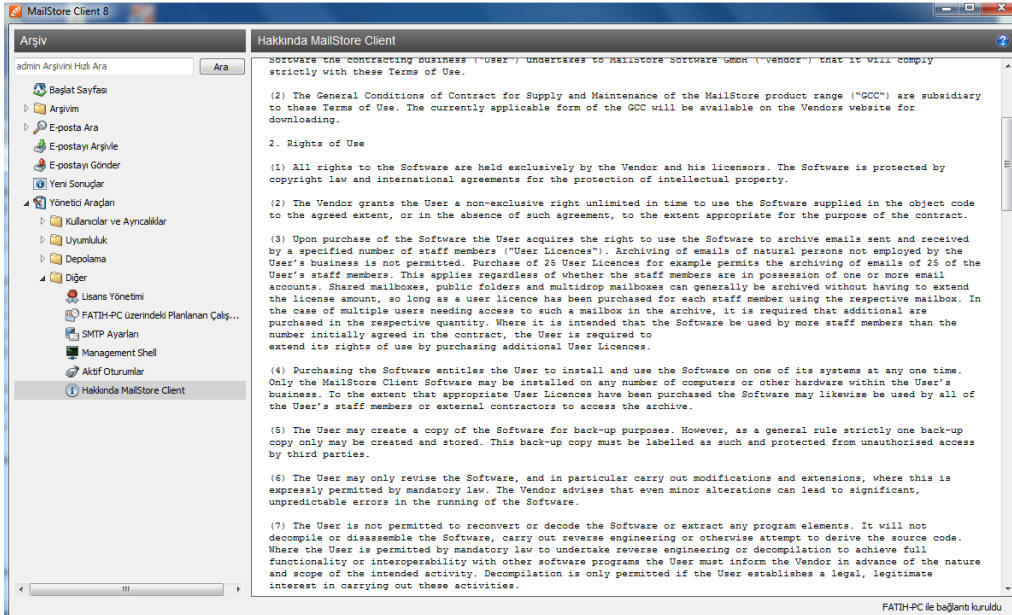 MailStore Client 8
Arşiv
admin Arşivini Hızlı Ara
Ara
Başlat Sayfası
Arşivim
E-posta Ara
E-postayı Arşivle
E-postayı Gönder
Yeni Sonuçlar
Yönetici Araçları
Kullanıcılar ve Ayrıcalıklar
Uyumluluk
Depolama
Diğer
Lisans Yönetimi
FATIH-PC üzerindeki Planlanan Çalış...
SMTP Ayarları
Management Shell
Aktif Oturumlar
Hakkında MailStore Client
Hakkında MailStore Client
Software the contracting business ("User") undertakes to MailStore Software GmbH ("Vendor") that it will comply
strictly with these Terms of Use.
(2) The General Conditions of Contract for Supply and Maintenance of the MailStore product range ("GCC") are subsidiary
to these Terms of Use. The currently applicable form of the GCC will be available on the Vendors website for
downloading.
2. Rights of Use
(1) All rights to the Software are held exclusively by the Vendor and his licensors. The Software is protected by
copyright law and international agreements for the protection of intellectual property.
(2) The Vendor grants the User a non-exclusive right unlimited in time to use the Software supplied in the object code
to the agreed extent, or in the absence of such agreement, to the extent appropriate for the purpose of the contract.
(3) Upon purchase of the Software the User acquires the right to use the Software to archive emails sent and received
by a specified number of staff members ("User Licences"). Archiving of emails of natural persons not employed by the
User's business is not permitted. Purchase of 25 User Licences for example permits the archiving of emails of 25 of the
User's staff members. This applies regardless of whether the staff members are in possession of one or more email
accounts. Shared mailboxes, public folders and multidrop mailboxes can generally be archived without having to extend
the license amount, so long as a user licence has been purchased for each staff member using the respective mailbox. In
the case of multiple users needing access to such a mailbox in the archive, it is required that additional are
purchased in the respective quantity. Where it is intended that the Software be used by more staff members than the
number initially agreed in the contract, the User is required to
extend its rights of use by purchasing additional User Licences.
(4) Purchasing the Software entitles the User to install and use the Software on one of its systems at any one time.
Only the MailStore Client Software may be installed on any number of computers or other hardware within the User's
business. To the extent that appropriate User Licences have been purchased the Software may likewise be used by all of
the User's staff members or external contractors to access the archive.
(5) The User may create a copy of the Software for back-up purposes. However, as a general rule strictly one back-up
copy only may be created and stored. This back-up copy must be labelled as such and protected from unauthorised access
by third parties.
(6) The User may only revise the Software, and in particular carry out modifications and extensions, where this is
expressly permitted by mandatory law. The Vendor advises that even minor alterations can lead to significant,
unpredictable errors in the running of the Software.
(7) The User is not permitted to reconvert or decode the Software or extract any program elements. It will not
decompile or disassemble the Software, carry out reverse engineering or otherwise attempt to derive the source code.
Where the User is permitted by mandatory law to undertake reverse engineering or decompilation to achieve full
functionality or interoperability with other software programs the User must inform the Vendor in advance of the nature
and scope of the intended activity. Decompilation is only permitted if the User establishes a legal, legitimate
interest in carrying out these activities.
FATIH-PC ile bağlantı kuruldu